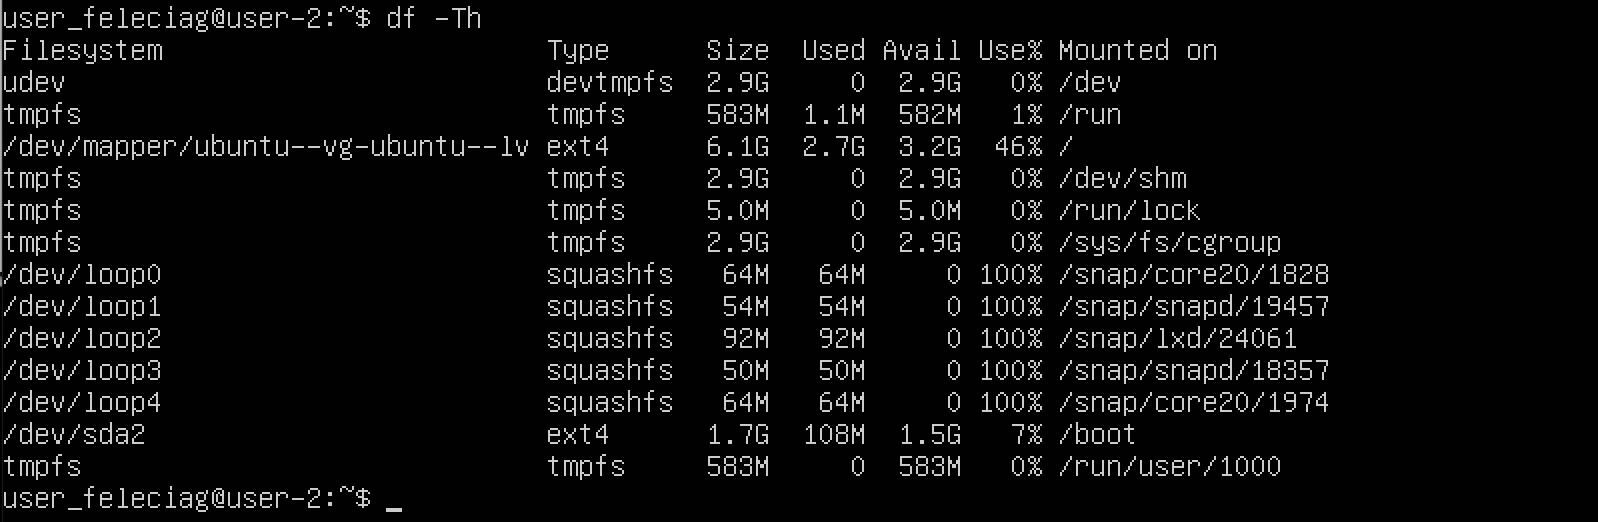 user_feleciag@user-2:~$ df -Th
Filesystem                        Type      Size  Used Avail Use% Mounted on
udev                              devtmpfs  2.9G     0  2.9G   0% /dev
tmpfs                             tmpfs     583M  1.1M  582M   1% /run
/dev/mapper/ubuntu--vg-ubuntu--lv ext4      6.1G  2.7G  3.2G  46% /
tmpfs                             tmpfs     2.9G     0  2.9G   0% /dev/shm
tmpfs                             tmpfs     5.0M     0  5.0M   0% /run/lock
tmpfs                             tmpfs     2.9G     0  2.9G   0% /sys/fs/cgroup
/dev/loop0                        squashfs   64M   64M     0 100% /snap/core20/1828
/dev/loop1                        squashfs   54M   54M     0 100% /snap/snapd/19457
/dev/loop2                        squashfs   92M   92M     0 100% /snap/lxd/24061
/dev/loop3                        squashfs   50M   50M     0 100% /snap/snapd/18357
/dev/loop4                        squashfs   64M   64M     0 100% /snap/core20/1974
/dev/sda2                         ext4      1.7G  108M  1.5G   7% /boot
tmpfs                             tmpfs     583M     0  583M   0% /run/user/1000
user_feleciag@user-2:~$ _